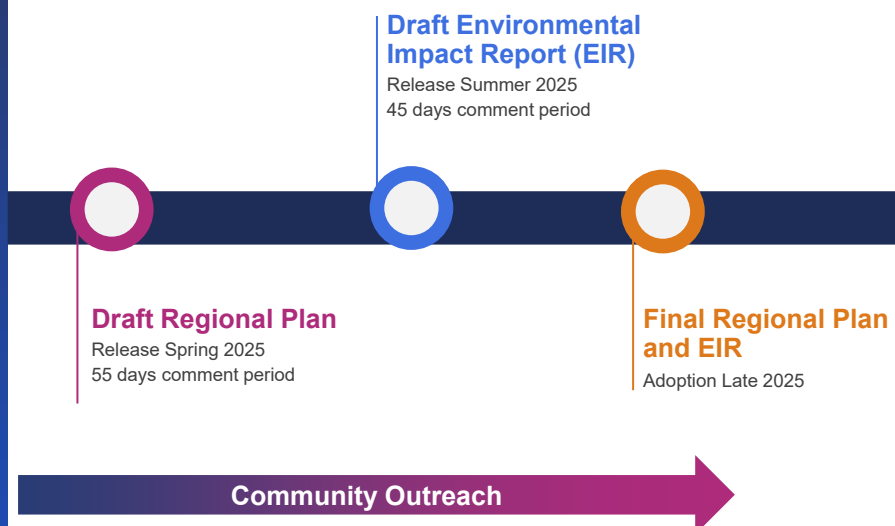 Draft Environmental
Impact Report (EIR)
Release Summer 2025
45 days comment period
Draft Regional Plan
Release Spring 2025
55 days comment period
Final Regional Plan
and EIR
Adoption Late 2025
Community Outreach